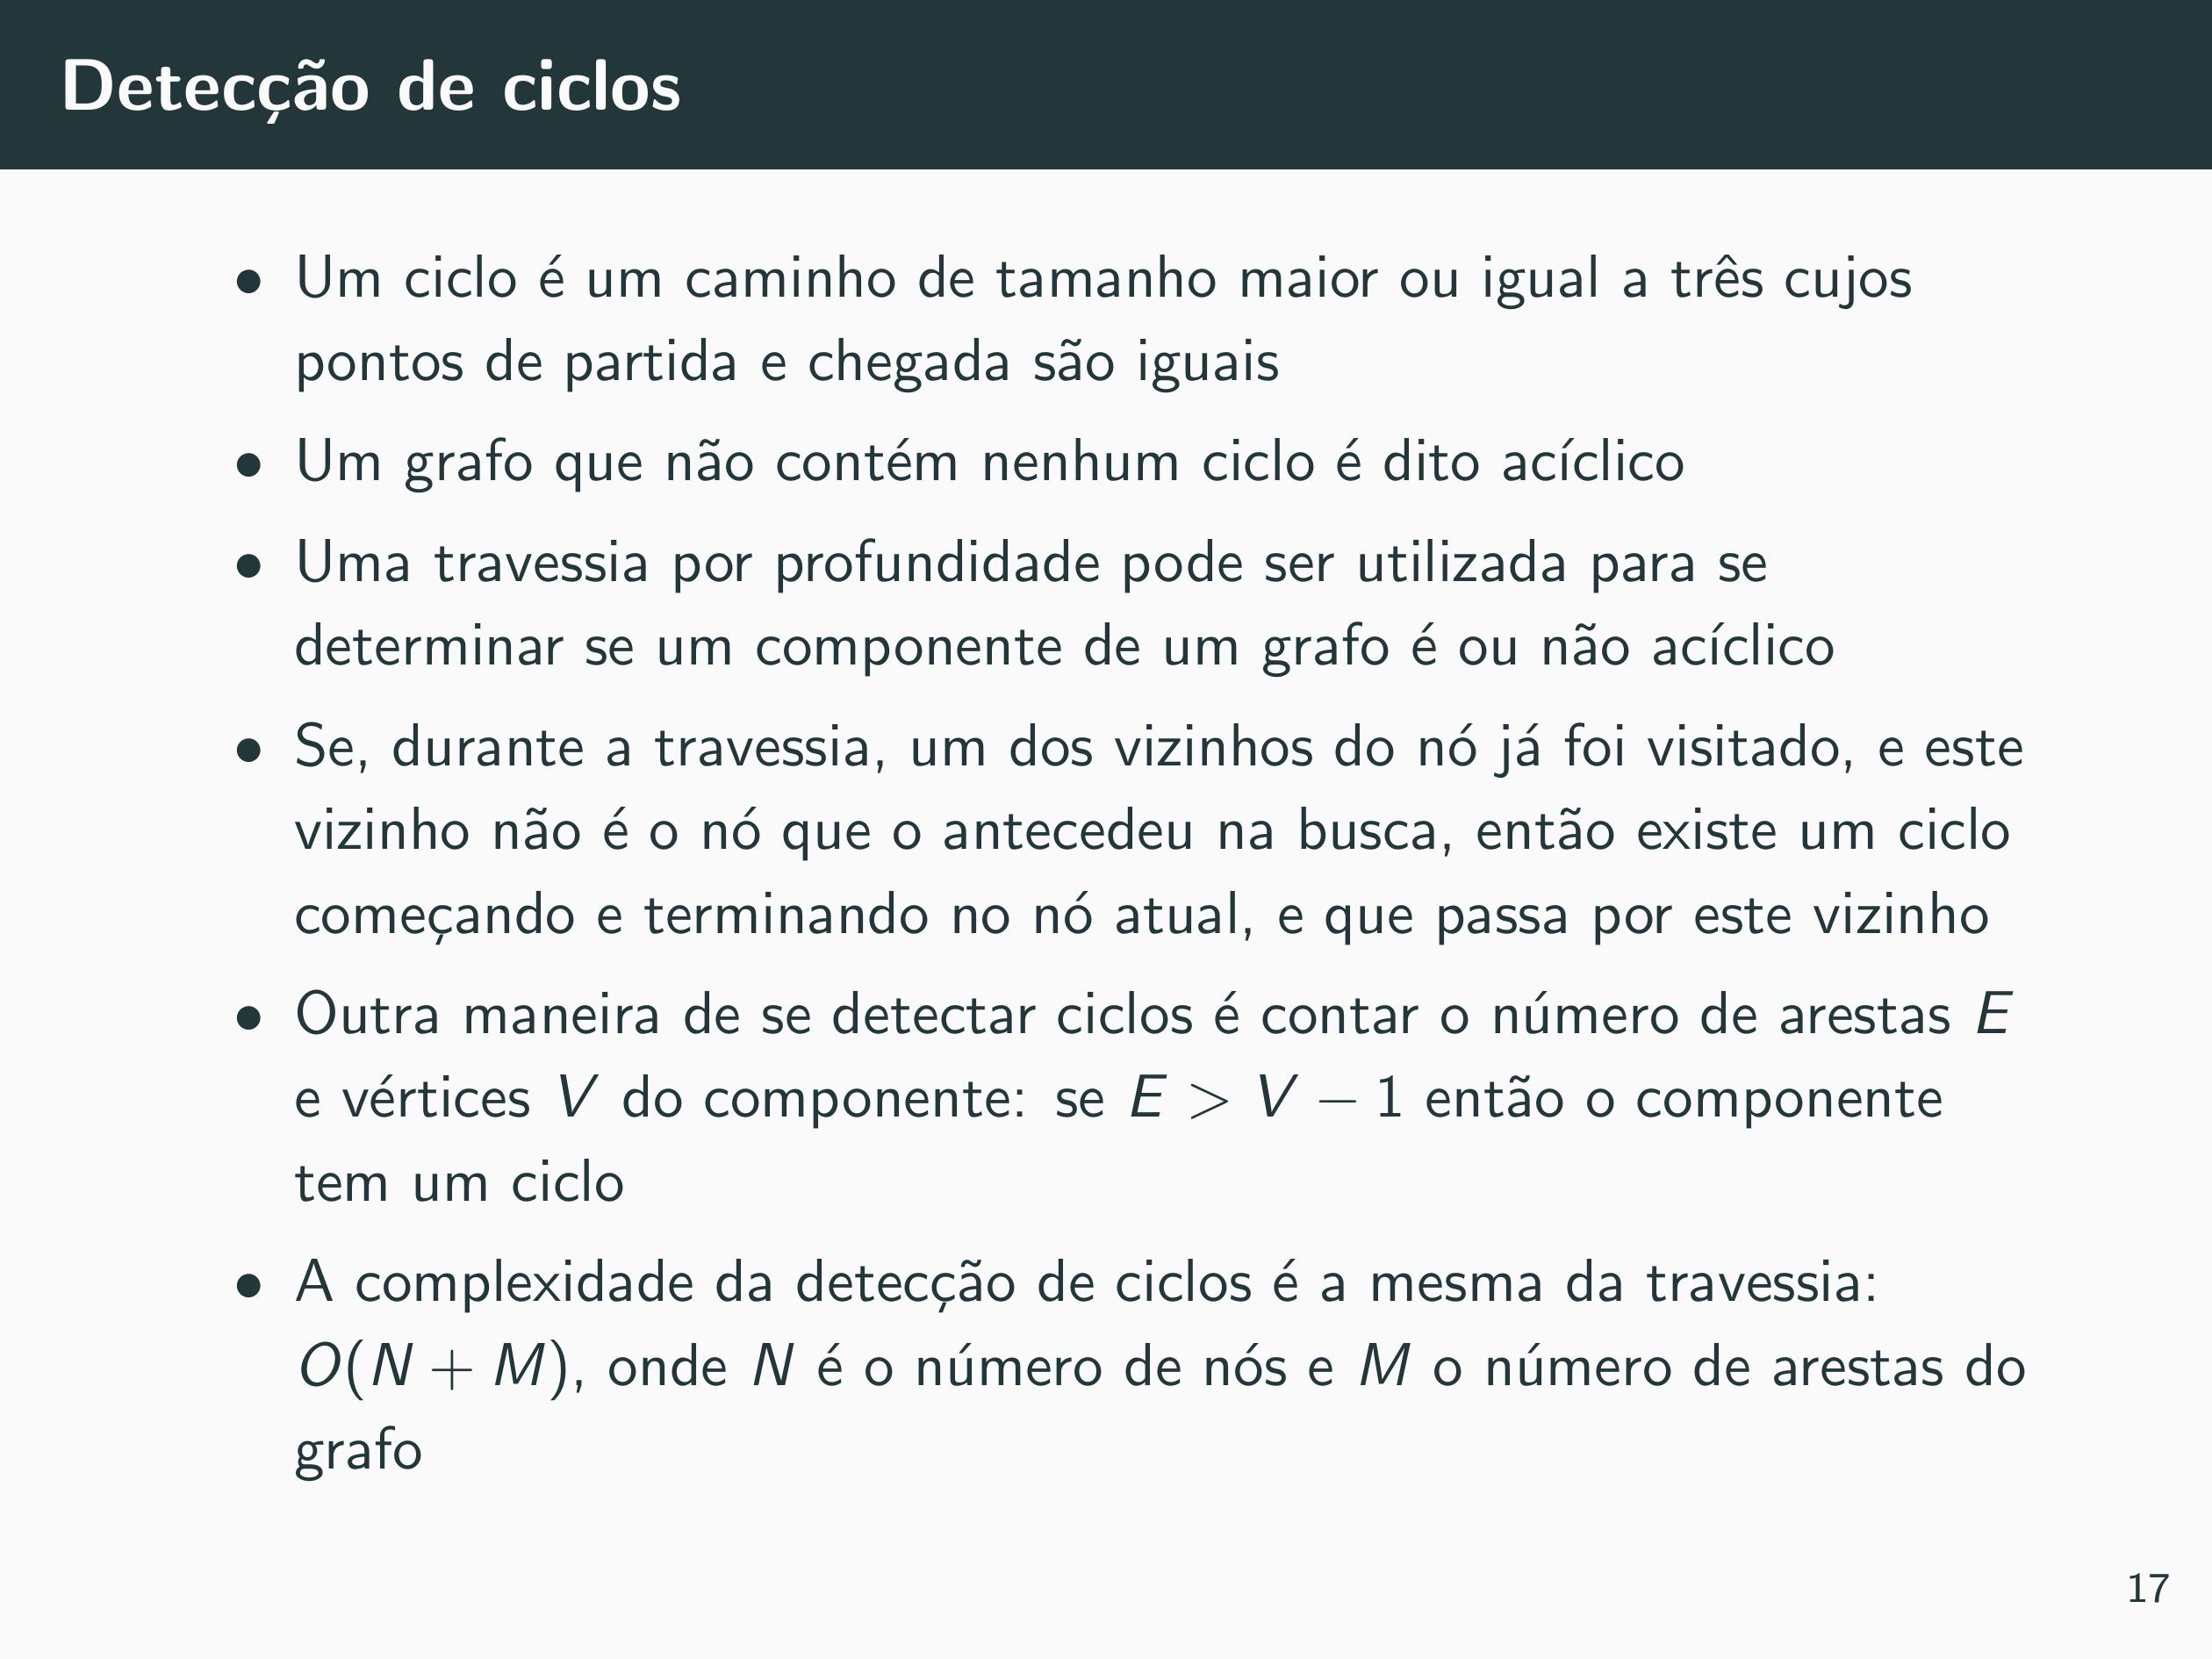 Detecção de ciclos
• Um ciclo é um caminho de tamanho maior ou igual a três cujos
pontos de partida e chegada são iguais
• Um grafo que não contém nenhum ciclo é dito acíclico
• Uma travessia por profundidade pode ser utilizada para se
determinar se um componente de um grafo é ou não acíclico
• Se, durante a travessia, um dos vizinhos do nó já foi visitado, e este
vizinho não é o nó que o antecedeu na busca, então existe um ciclo
começando e terminando no nó atual, e que passa por este vizinho
• Outra maneira de se detectar ciclos é contar o número de arestas E
e vértices V do componente: se E > V − 1 então o componente
tem um ciclo
• A complexidade da detecção de ciclos é a mesma da travessia:
O(N + M), onde N é o número de nós e M o número de arestas do
grafo
17